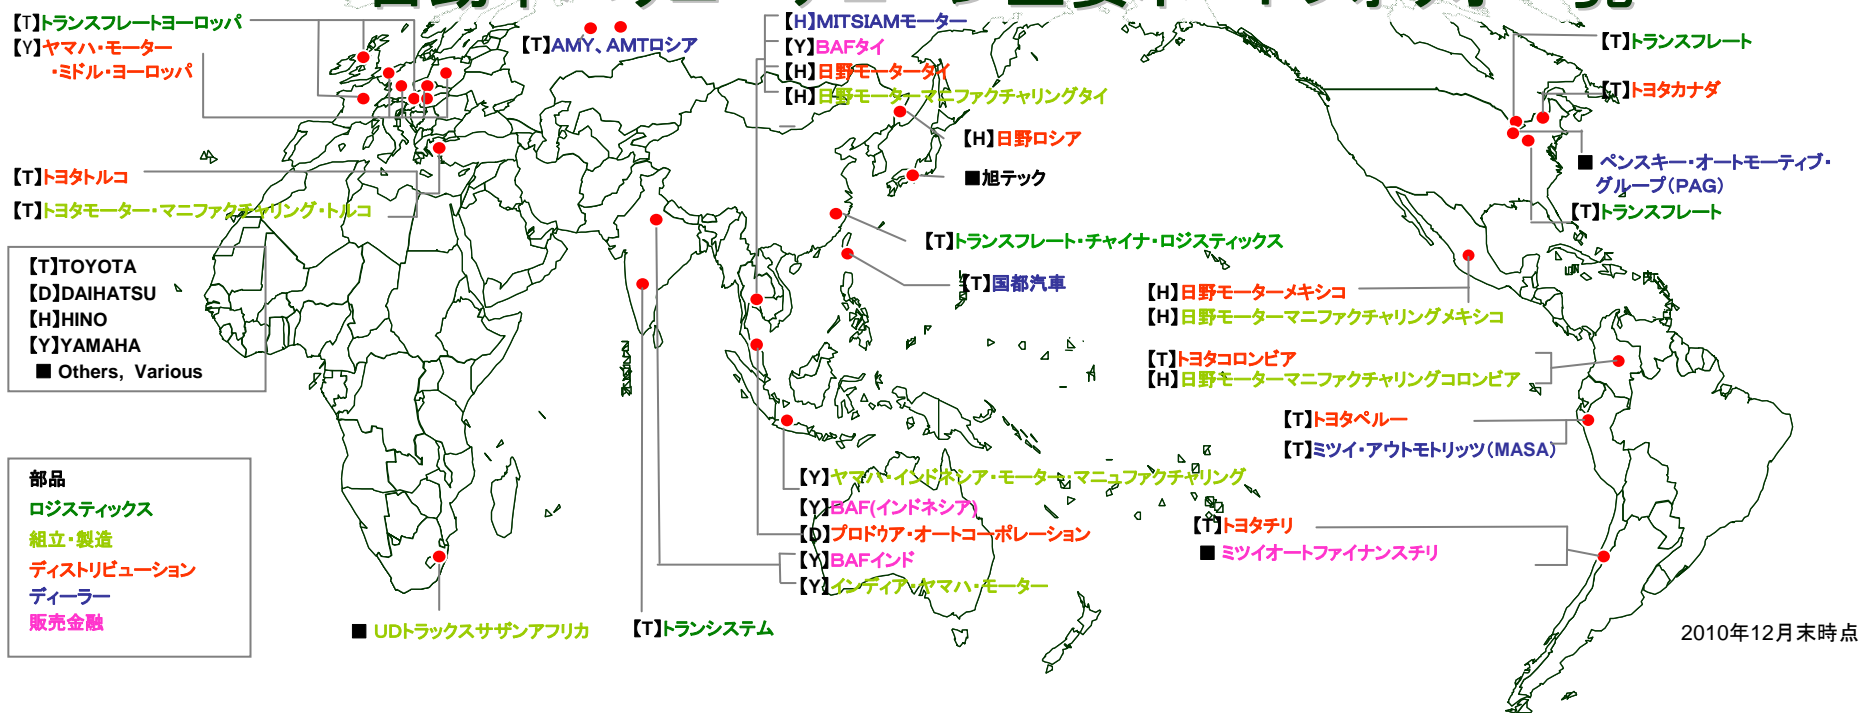 【T】トランスフレートヨーロッパ
【Y】ヤマハ・モーター
・ミドル・ヨーロッパ
【T】AMY、AMTロシア
【H】MITSIAMモーター
【Y】BAFタイ
【H】日野モータータイ
【H】日野モーターマニファクチャリングタイ
【H】日野ロシア
■旭テック
【T】トランスフレート
【T】トヨタカナダ
■ ペンスキー・オートモーティブ・
グループ(PAG)
【T】トランスフレート
【T】トヨタトルコ
【T】トヨタモーター・マニファクチャリング・トルコ
【T】トランスフレート・チャイナ・ロジスティックス
【T】国都汽車
【T】TOYOTA
【D】DAIHATSU
【H】HINO
【Y】YAMAHA
■ Others, Various
【H】日野モーターメキシコ
【H】日野モーターマニファクチャリングメキシコ
【T】トヨタコロンビア
【H】日野モーターマニファクチャリングコロンビア
【T】トヨタペルー
【T】ミツイ・アウトモトリッツ(MASA)
部品
ロジスティックス
組立・製造
ディストリビューション
ディーラー
販売金融
【Y】ヤマハ・インドネシア・モーター・マニュファクチャリング
【Y】BAF(インドネシア)
【D】プロドゥア・オートコーポレーション
【Y】BAFインド
【Y】インディア・ヤマハ・モーター
【T】トヨタチリ
■ ミツイオートファイナンスチリ
■ UDトラックスサザンアフリカ
【T】トランシステム
2010年12月末時点